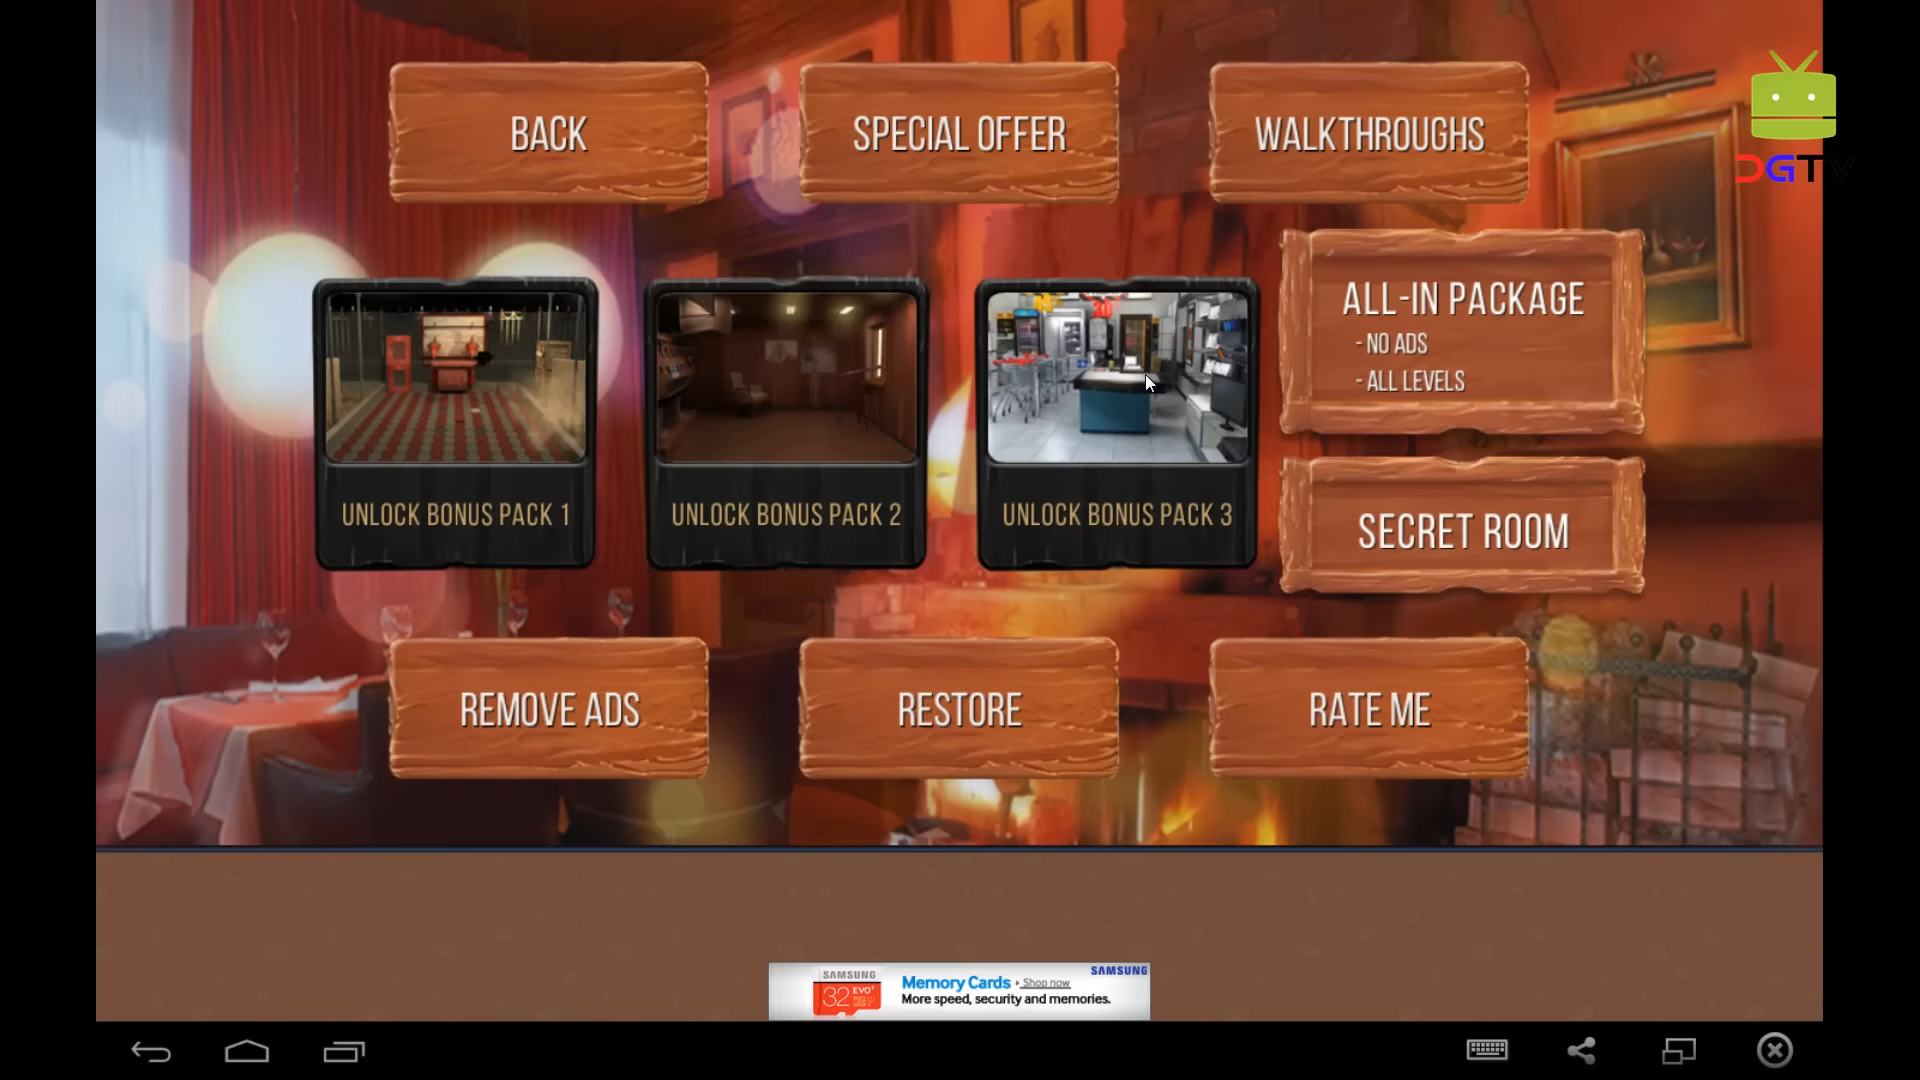 BACK
SPECIAL OFFER
WALKTHROUGHS
DGTV
ALL-IN PACKAGE
- NO ADS
- ALL LEVELS
UNLOCK BONUS PACK 1
UNLOCK BONUS PACK 2
UNLOCK BONUS PACK 3
SECRET ROOM
REMOVE ADS
RESTORE
RATE ME
SAMSUNG
32 EVO+
Memory Cards Shop now
More speed, security and memories.
SAMSUNG